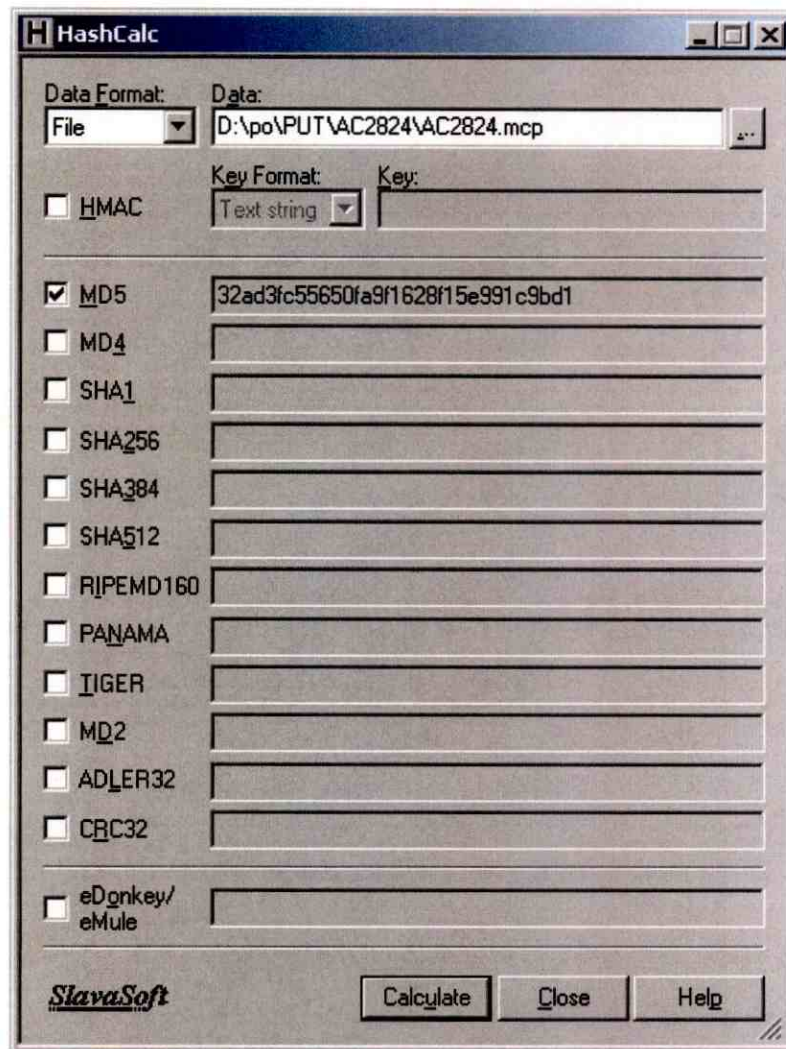 HashCalc
Data Format: Data:
File D:\po\PUT\AC2824\AC2824.mcp ...
Key Format: Key:
HMAC Text string
MD5 32ad3fc55650fa9f1628f15e991c9bd1
MD4
SHA1
SHA256
SHA384
SHA512
RIPEMD160
PANAMA
TIGER
MD2
ADLER32
CRC32
eDonkey/
eMule
SlavaSoft Calculate Close Help